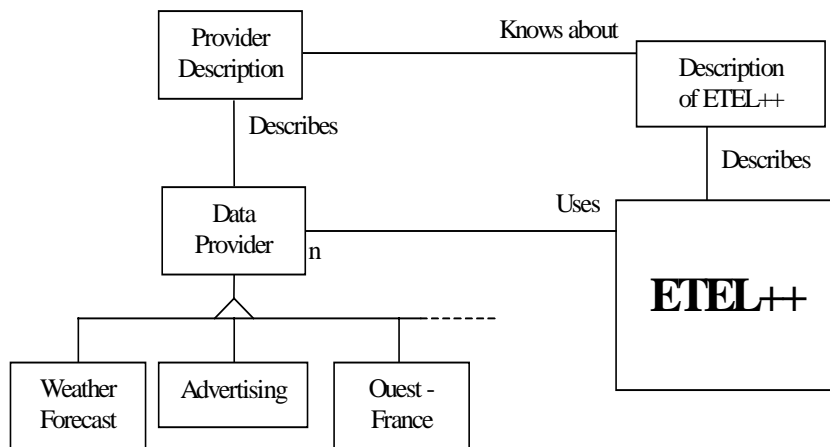 Provider
Description
Knows about
Description
of ETEL++
Describes
Describes
Data
Provider
n
Uses
ETEL++
Weather
Forecast
Advertising
Ouest -
France